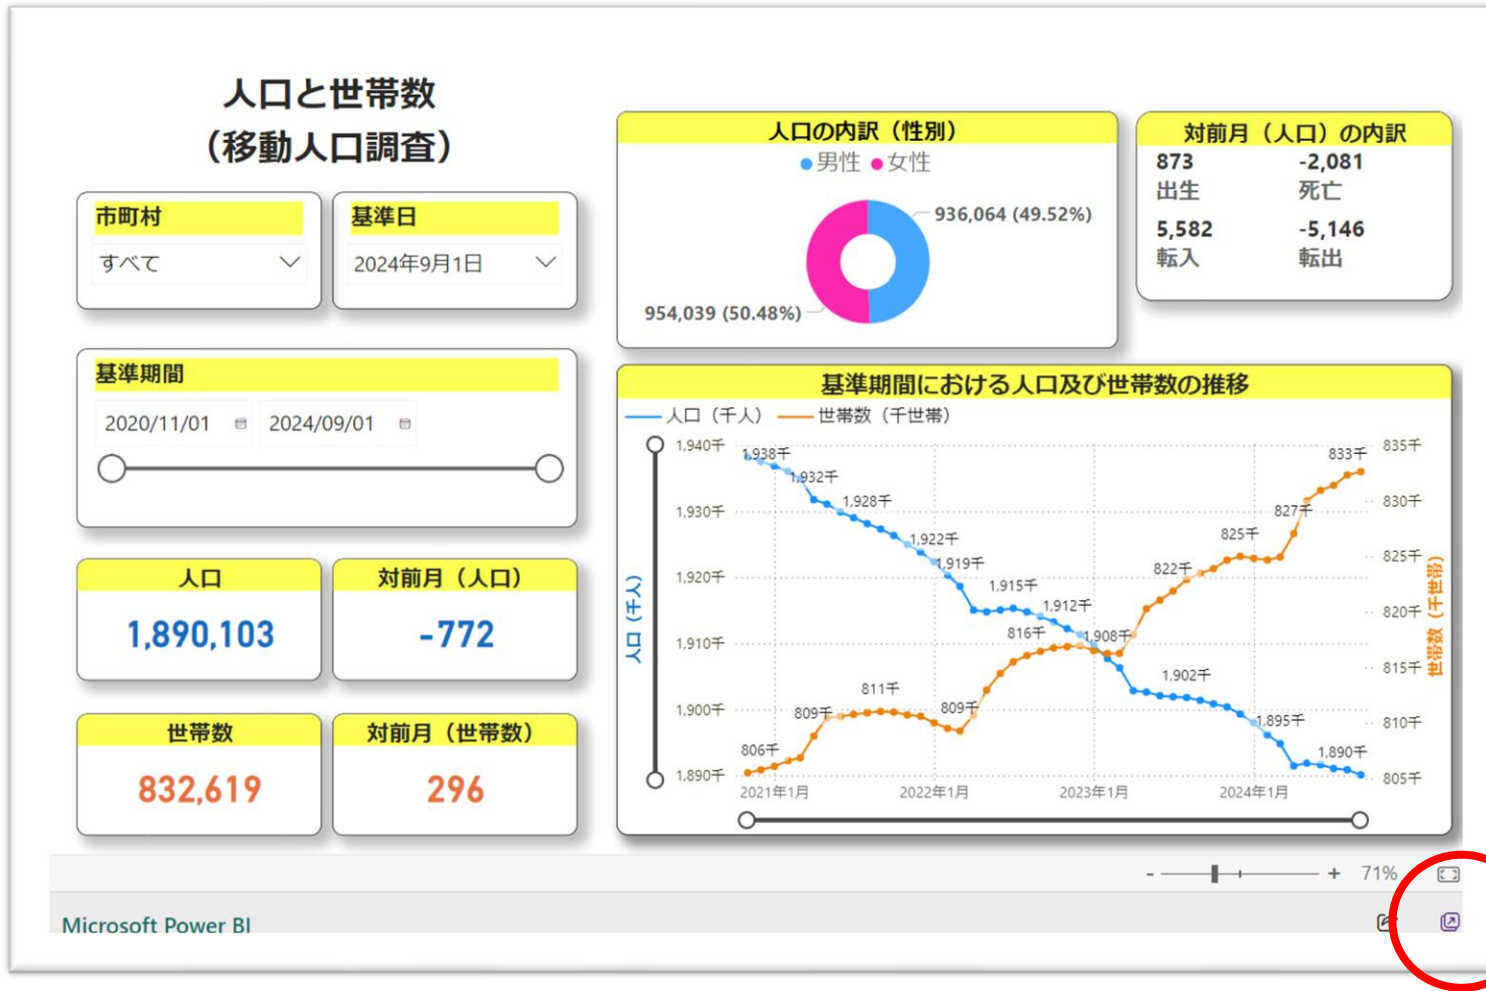 人口と世帯数
（移動人口調査）
市町村
すべて
基準日
2024年9月1日
基準期間
2020/11/01
2024/09/01
人口
1,890,103
対前月（人口）
-772
世帯数
832,619
対前月（世帯数）
296
人口の内訳（性別）
男性 女性
936,064 (49.52%)
954,039 (50.48%)
対前月（人口）の内訳
873 -2,081
出生 死亡
5,582 -5,146
転入 転出
基準期間における人口及び世帯数の推移
人口（千人） 世帯数（千世帯）
人口（千人）
1,940千
1,930千
1,920千
1,910千
1,900千
1,890千
1,938千
1,932千
1,928千
1,922千
1,919千
1,915千
1,912千
1,908千
1,902千
1,895千
1,890千
806千
809千
811千
809千
816千
822千
825千
827千
833千
835千
830千
825千
820千
815千
810千
805千
世帯数（千世帯）
2021年1月 2022年1月 2023年1月 2024年1月
- + 71%
Microsoft Power BI